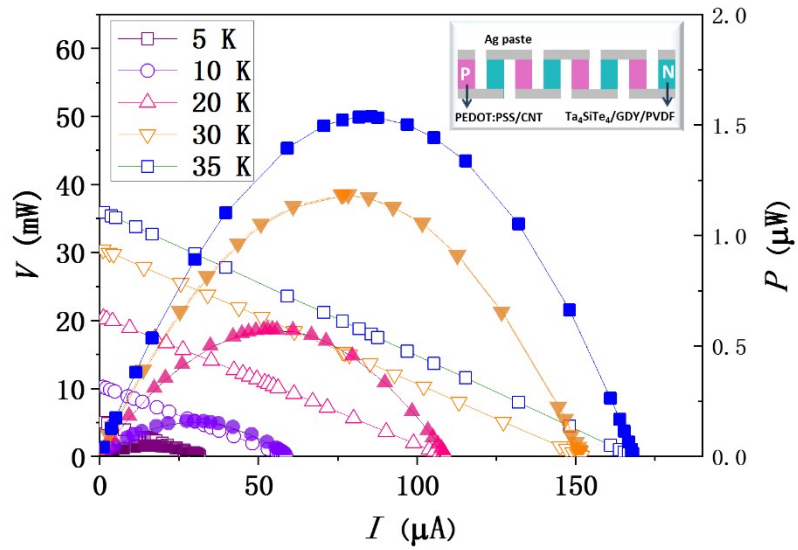 5 K
10 K
20 K
30 K
35 K
Ag paste
P
N
PEDOT:PSS/CNT
Ta₄SiTe₄/GDY/PVDF
60
50
40
30
20
10
0
V (mW)
2.0
1.5
1.0
0.5
0.0
P (μW)
0
50
100
150
I (μA)